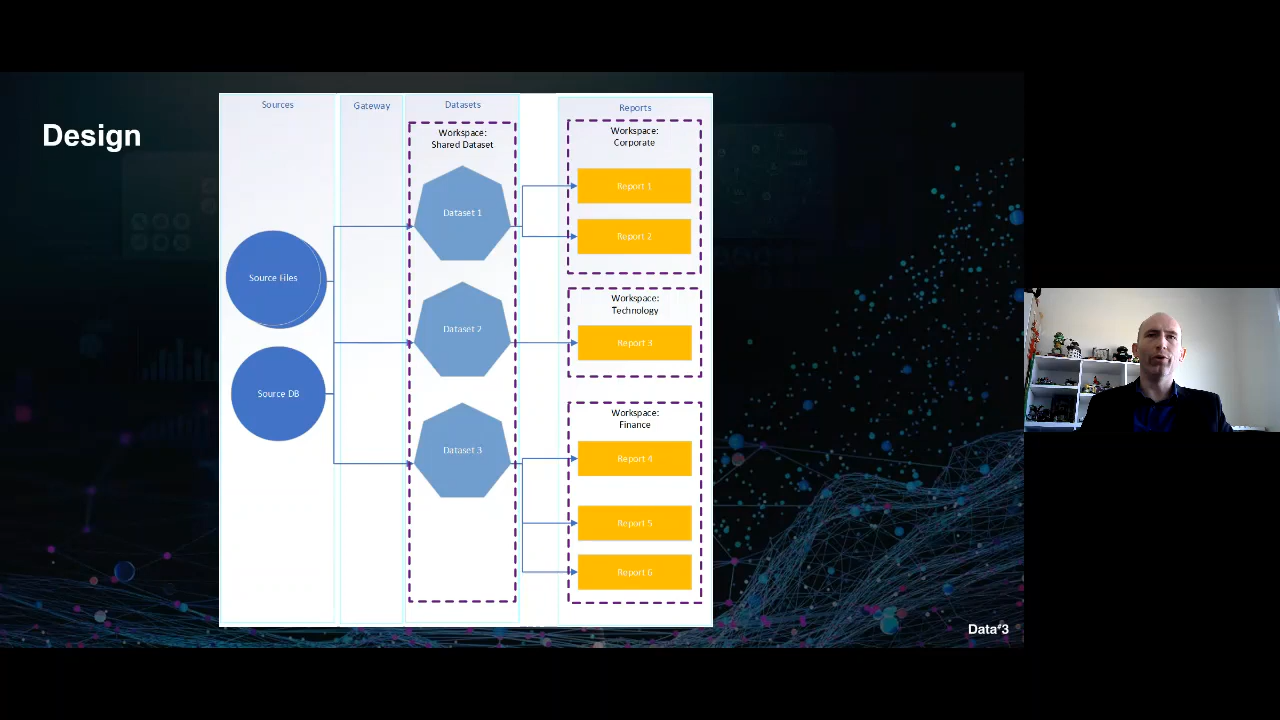 Design
Sources
Gateway
Datasets
Reports
Workspace:
Shared Dataset
Workspace:
Corporate
Dataset 1
Report 1
Report 2
Source Files
Dataset 2
Workspace:
Technology
Report 3
Source DB
Dataset 3
Workspace:
Finance
Report 4
Report 5
Report 6
Data#3